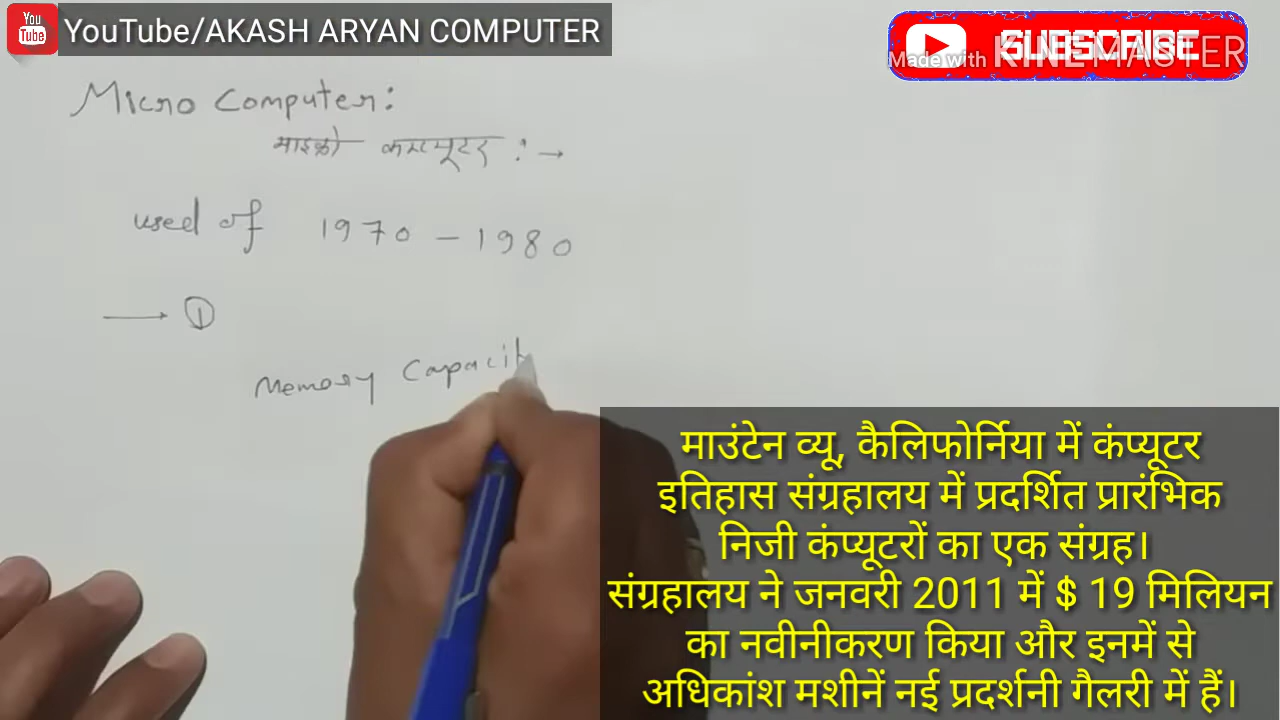 You
Tube
YouTube/AKASH ARYAN COMPUTER
SUBSCRIBE
Made with KINEMASTER
Micro Computer:
माइक्रो कम्प्यूटर :→
used of 1970 - 1980
→ ①
Memory Capacit
माउंटेन व्यू, कैलिफोर्निया में कंप्यूटर
इतिहास संग्रहालय में प्रदर्शित प्रारंभिक
निजी कंप्यूटरों का एक संग्रह।
संग्रहालय ने जनवरी 2011 में $ 19 मिलियन
का नवीनीकरण किया और इनमें से
अधिकांश मशीनें नई प्रदर्शनी गैलरी में हैं।